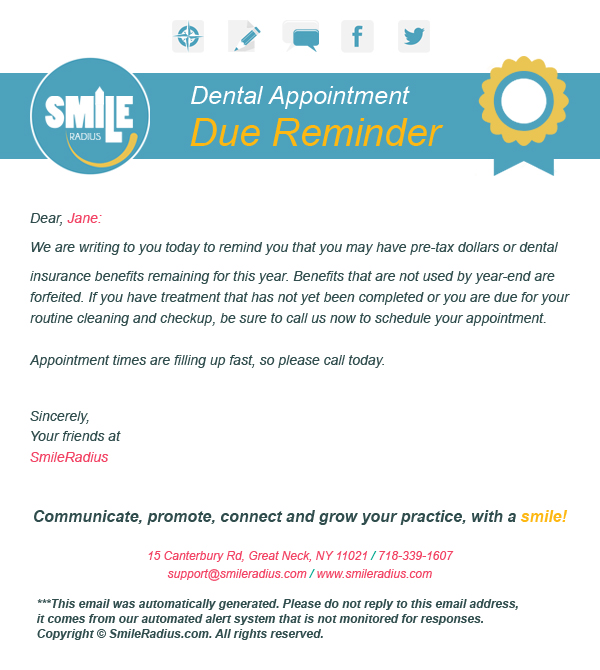 SMILE
RADIUS
Dental Appointment
Due Reminder
Dear, Jane:
We are writing to you today to remind you that you may have pre-tax dollars or dental
insurance benefits remaining for this year. Benefits that are not used by year-end are
forfeited. If you have treatment that has not yet been completed or you are due for your
routine cleaning and checkup, be sure to call us now to schedule your appointment.
Appointment times are filling up fast, so please call today.
Sincerely,
Your friends at
SmileRadius
Communicate, promote, connect and grow your practice, with a smile!
15 Canterbury Rd, Great Neck, NY 11021 / 718-339-1607
support@smileradius.com / www.smileradius.com
***This email was automatically generated. Please do not reply to this email address,
it comes from our automated alert system that is not monitored for responses.
Copyright © SmileRadius.com. All rights reserved.